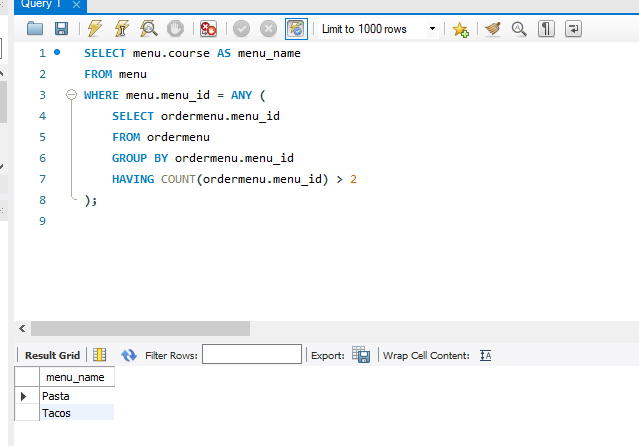 Query 1
Limit to 1000 rows
1 SELECT menu.course AS menu_name
2 FROM menu
3 WHERE menu.menu_id = ANY (
4 SELECT ordermenu.menu_id
5 FROM ordermenu
6 GROUP BY ordermenu.menu_id
7 HAVING COUNT(ordermenu.menu_id) > 2
8 );
9
Result Grid Filter Rows: Export: Wrap Cell Content:
menu_name
Pasta
Tacos